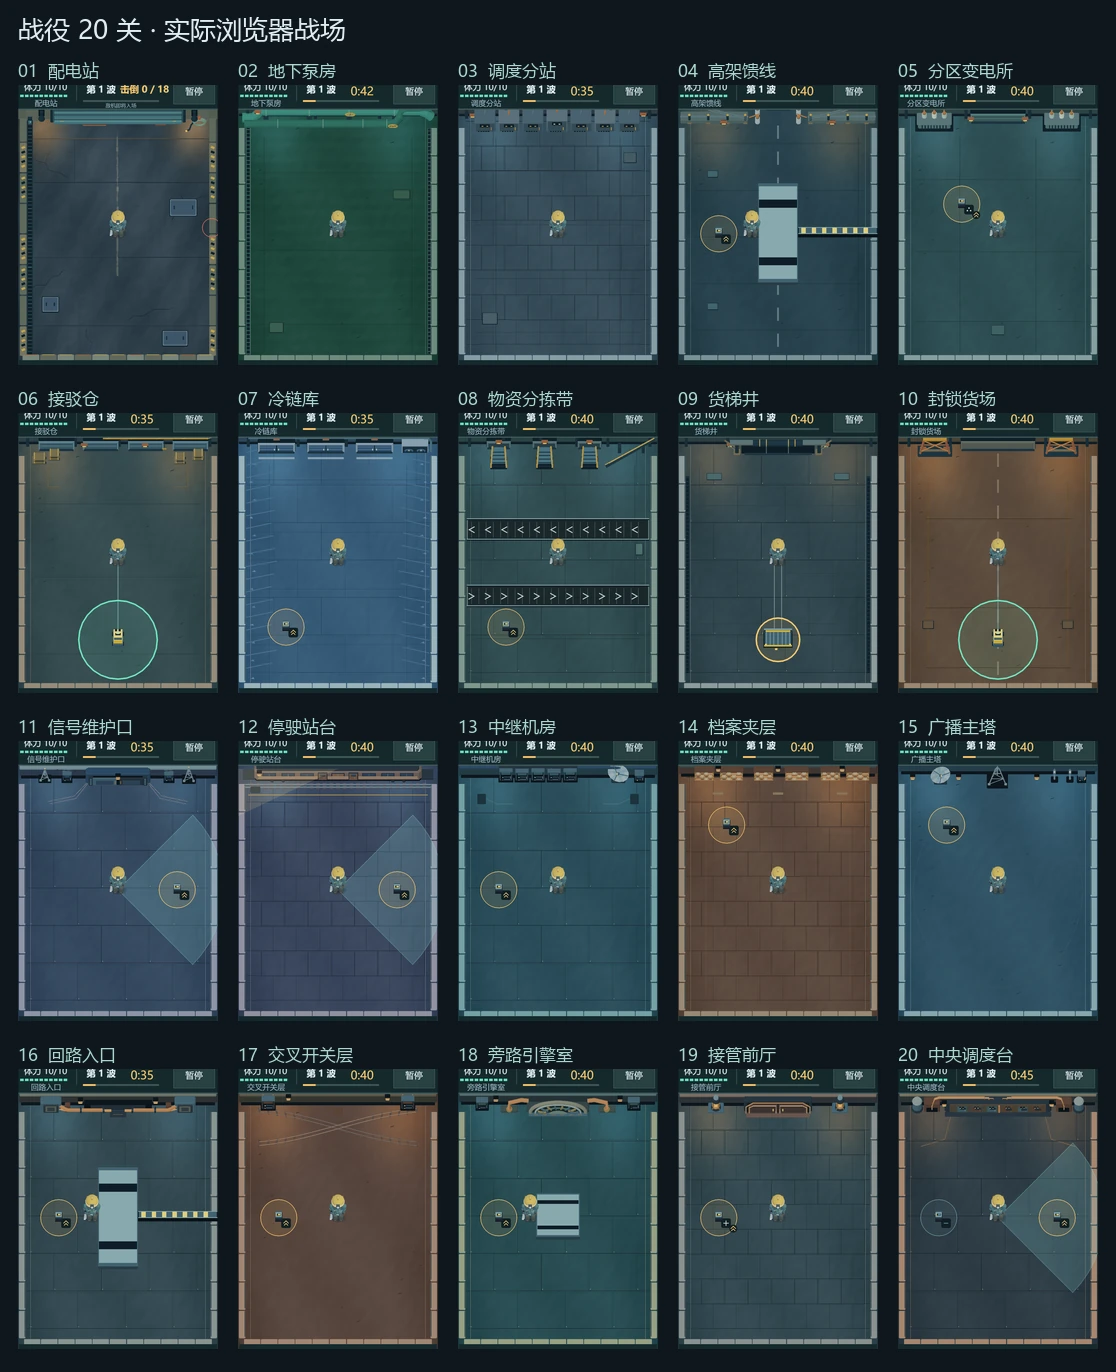 战役 20 关 · 实际浏览器战场
01 配电站
体力 10/10 第 1 波 击倒 0 / 18 暂停
配电站
02 地下泵房
体力 10/10 第 1 波 0:42 暂停
地下泵房
03 调度分站
体力 10/10 第 1 波 0:35 暂停
调度分站
04 高架馈线
体力 10/10 第 1 波 0:40 暂停
高架馈线
05 分区变电所
体力 10/10 第 1 波 0:40 暂停
分区变电所
06 接驳仓
体力 10/10 第 1 波 0:35 暂停
接驳仓
07 冷链库
体力 10/10 第 1 波 0:35 暂停
冷链库
08 物资分拣带
体力 10/10 第 1 波 0:40 暂停
物资分拣带
09 货梯井
体力 10/10 第 1 波 0:40 暂停
货梯井
10 封锁货场
体力 10/10 第 1 波 0:40 暂停
封锁货场
11 信号维护口
体力 10/10 第 1 波 0:35 暂停
信号维护口
12 停驶站台
体力 10/10 第 1 波 0:40 暂停
停驶站台
13 中继机房
体力 10/10 第 1 波 0:40 暂停
中继机房
14 档案夹层
体力 10/10 第 1 波 0:40 暂停
档案夹层
15 广播主塔
体力 10/10 第 1 波 0:40 暂停
广播主塔
16 回路入口
体力 10/10 第 1 波 0:35 暂停
回路入口
17 交叉开关层
体力 10/10 第 1 波 0:40 暂停
交叉开关层
18 旁路引擎室
体力 10/10 第 1 波 0:40 暂停
旁路引擎室
19 接管前厅
体力 10/10 第 1 波 0:40 暂停
接管前厅
20 中央调度台
体力 10/10 第 1 波 0:45 暂停
中央调度台